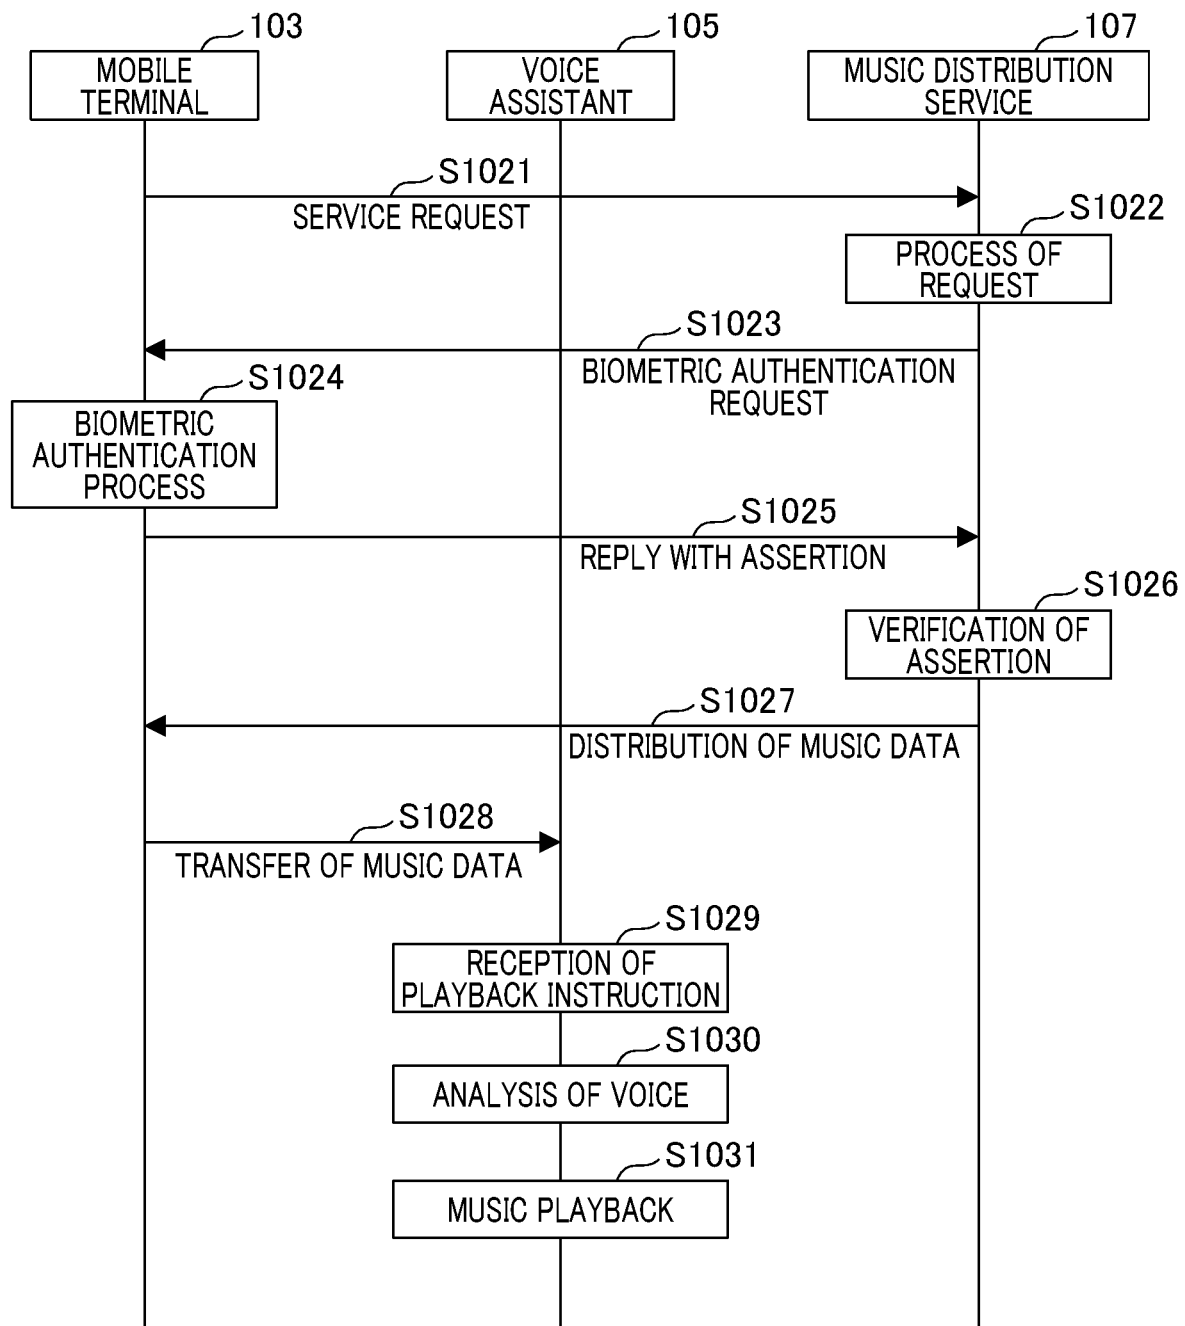 103
105
107
MOBILE
TERMINAL
VOICE
ASSISTANT
MUSIC DISTRIBUTION
SERVICE
S1021
SERVICE REQUEST
S1022
PROCESS OF
REQUEST
S1023
BIOMETRIC AUTHENTICATION
REQUEST
S1024
BIOMETRIC
AUTHENTICATION
PROCESS
S1025
REPLY WITH ASSERTION
S1026
VERIFICATION OF
ASSERTION
S1027
DISTRIBUTION OF MUSIC DATA
S1028
TRANSFER OF MUSIC DATA
S1029
RECEPTION OF
PLAYBACK INSTRUCTION
S1030
ANALYSIS OF VOICE
S1031
MUSIC PLAYBACK